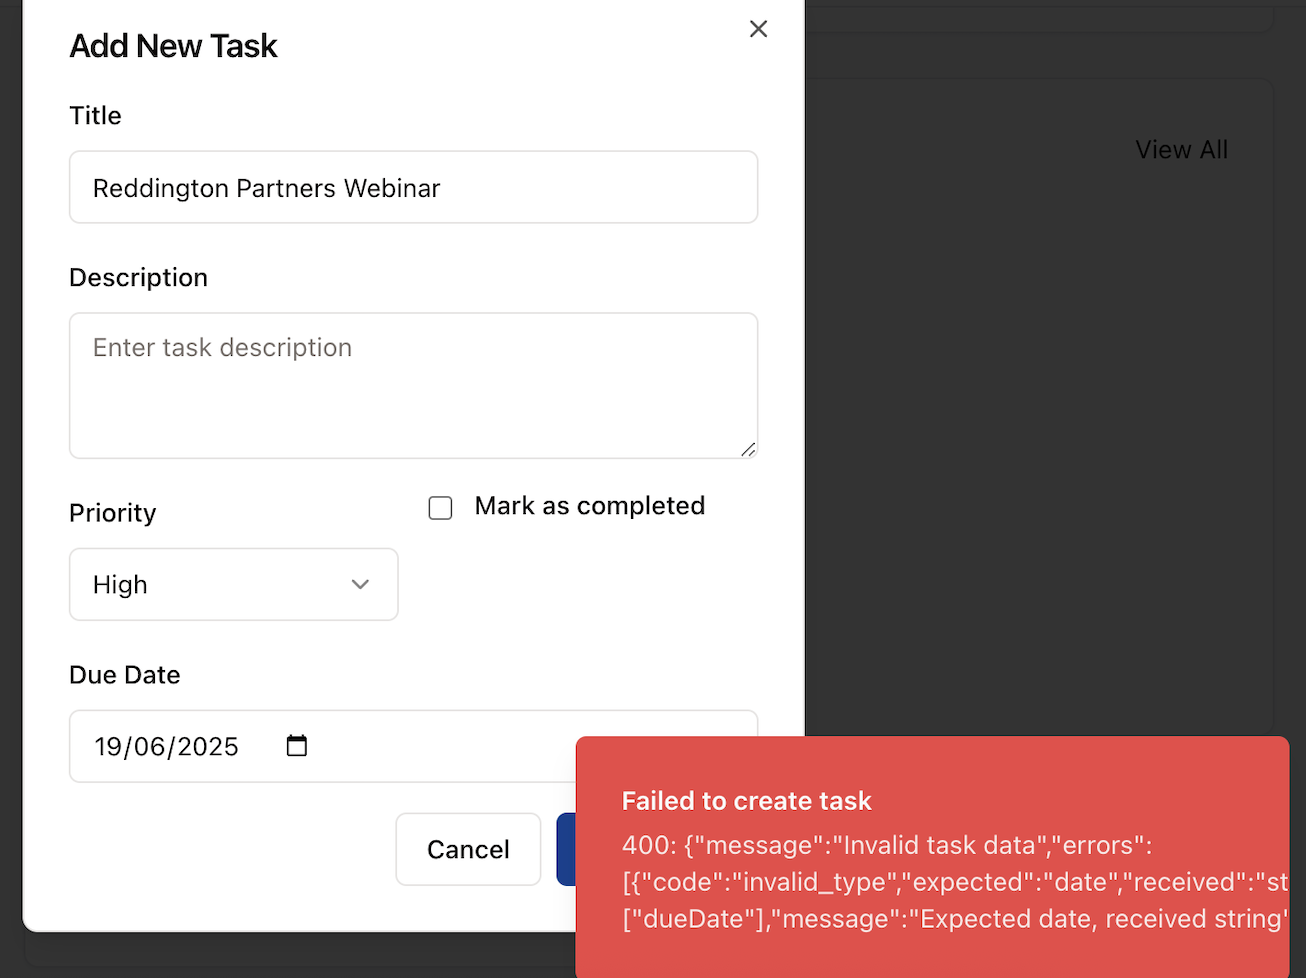 Add New Task
Title
Reddington Partners Webinar
View All
Description
Enter task description
Priority
Mark as completed
High
Due Date
19/06/2025
Cancel
Failed to create task
400: {"message":"Invalid task data","errors":
[{"code":"invalid_type","expected":"date","received":"st
["dueDate"],"message":"Expected date, received string"